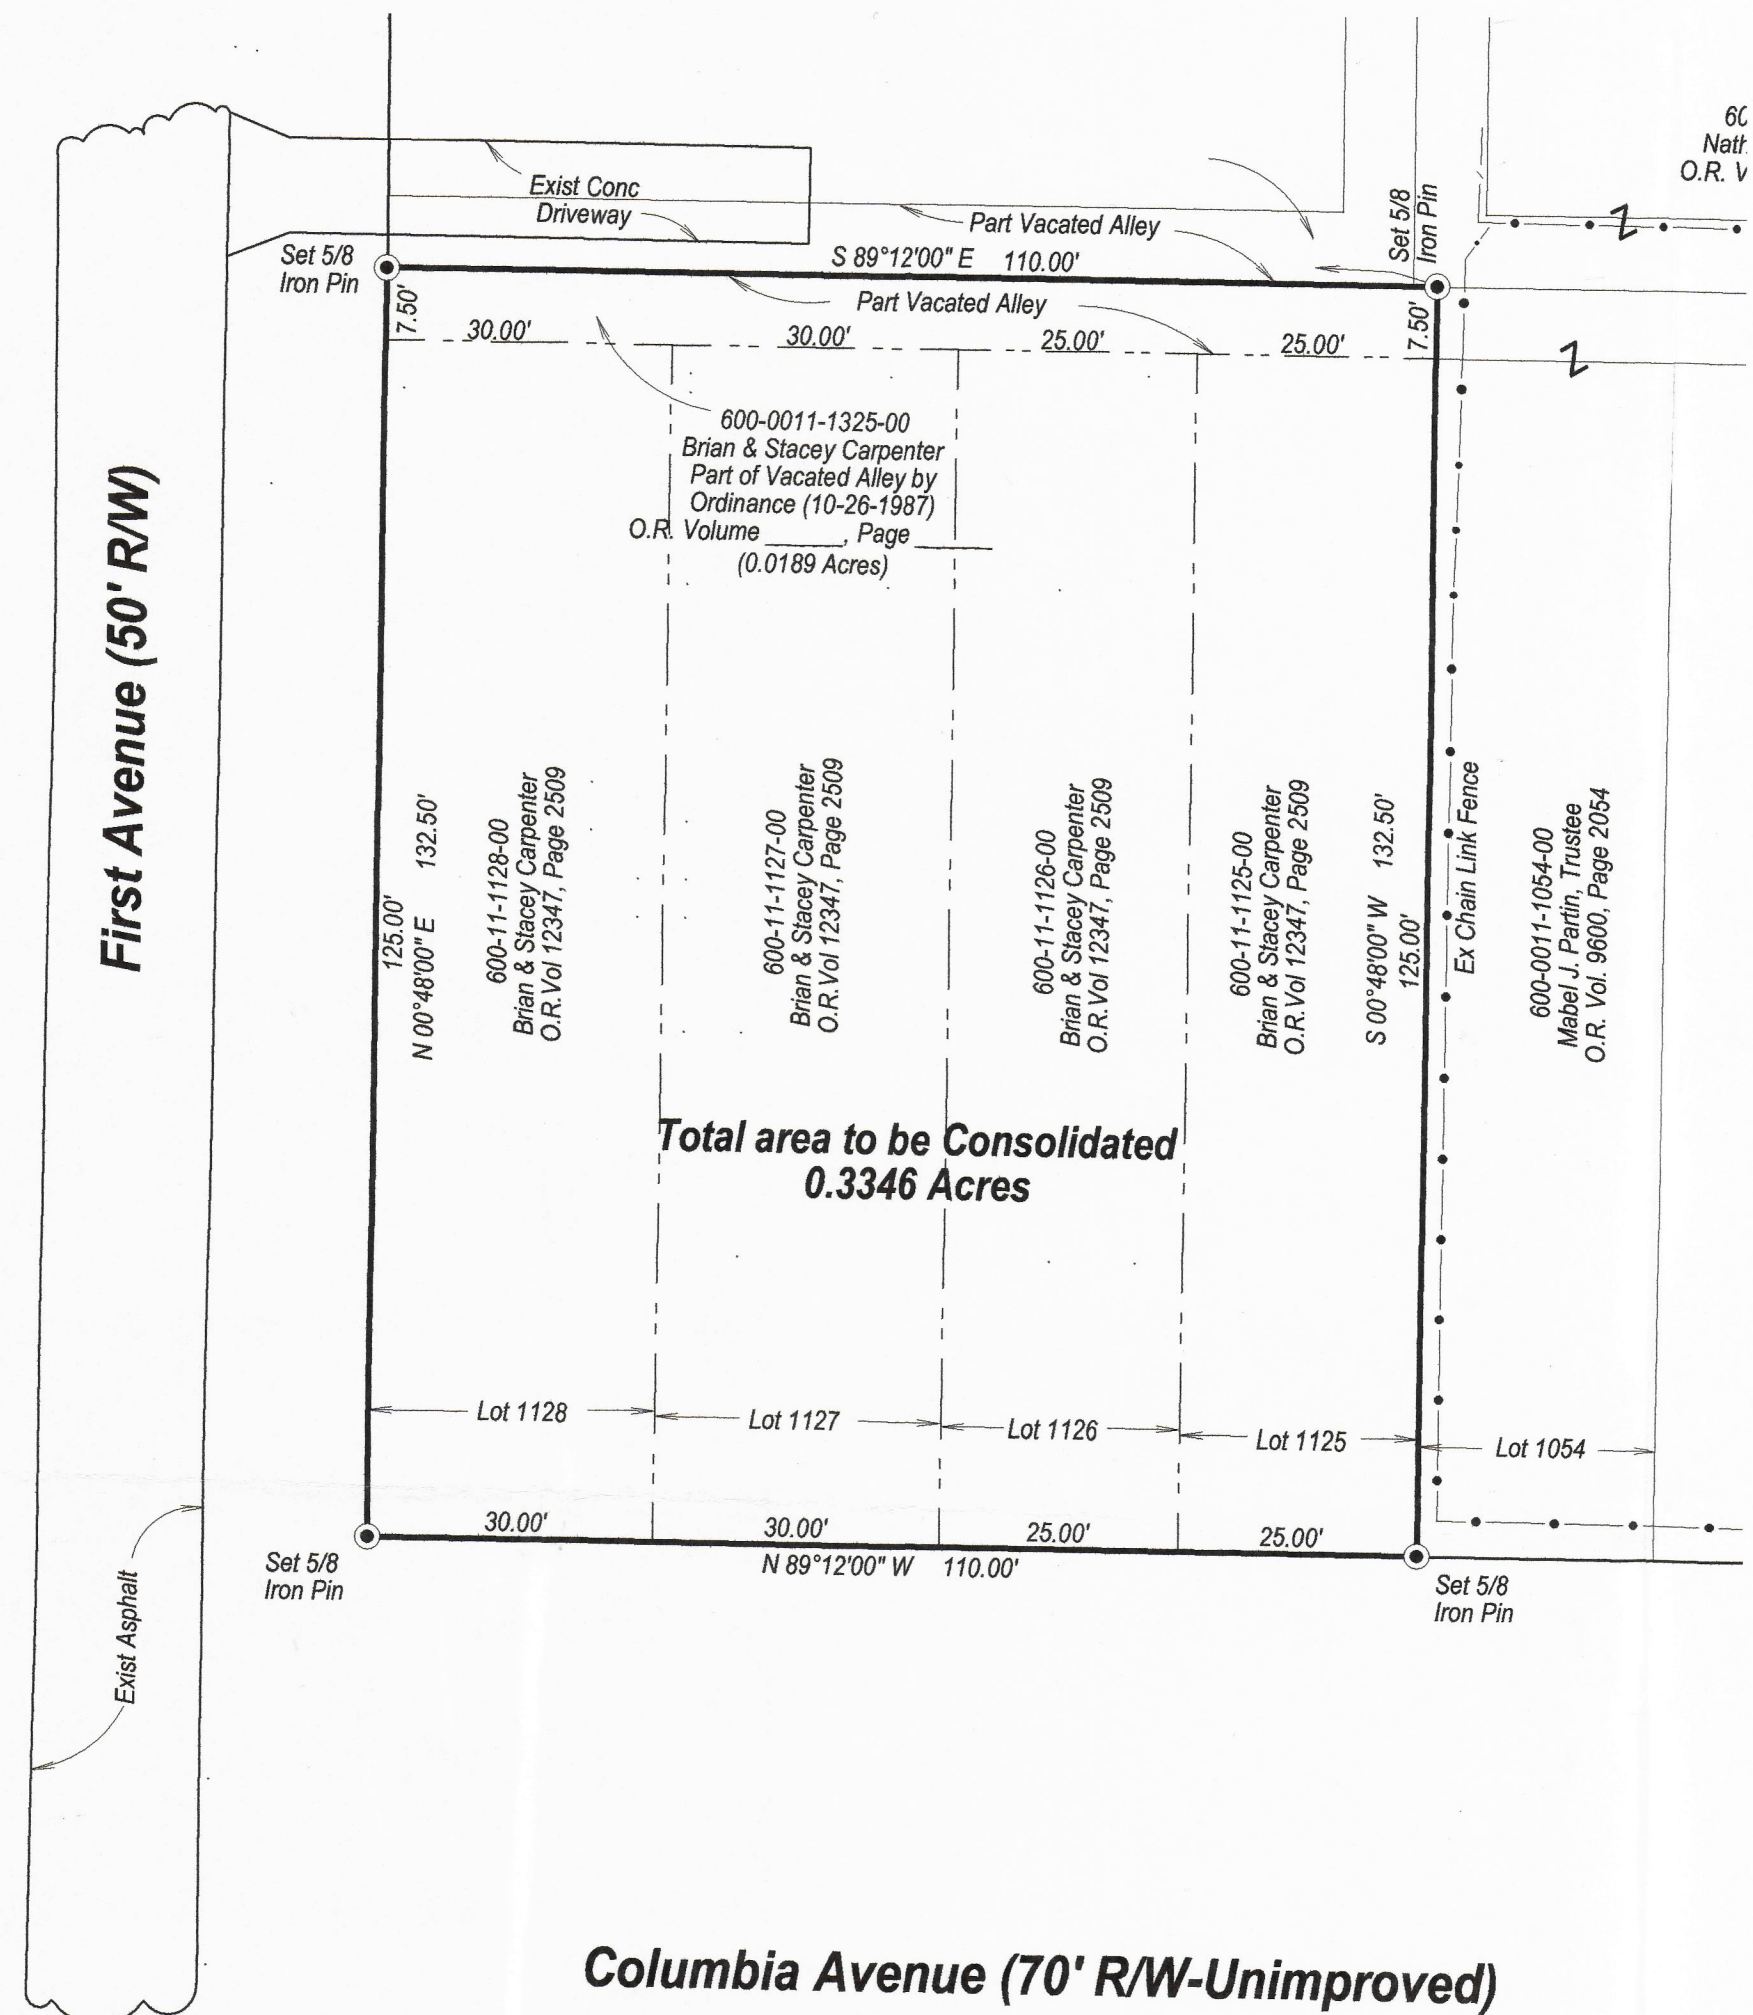 60
Nath
O.R. V
Exist Conc
Driveway
Part Vacated Alley
Set 5/8
Iron Pin
Set 5/8
Iron Pin
S 89°12'00" E 110.00'
Part Vacated Alley
7.50'
7.50'
30.00'
30.00'
25.00'
25.00'
600-0011-1325-00
Brian & Stacey Carpenter
Part of Vacated Alley by
Ordinance (10-26-1987)
O.R. Volume ______, Page ______
(0.0189 Acres)
First Avenue (50' R/W)
125.00'
N 00°48'00" E 132.50'
600-11-1128-00
Brian & Stacey Carpenter
O.R.Vol 12347, Page 2509
600-11-1127-00
Brian & Stacey Carpenter
O.R.Vol 12347, Page 2509
600-11-1126-00
Brian & Stacey Carpenter
O.R.Vol 12347, Page 2509
600-11-1125-00
Brian & Stacey Carpenter
O.R.Vol 12347, Page 2509
S 00°48'00" W 132.50'
125.00'
Ex Chain Link Fence
600-0011-1054-00
Mabel J. Partin, Trustee
O.R. Vol. 9600, Page 2054
Total area to be Consolidated
0.3346 Acres
Lot 1128
Lot 1127
Lot 1126
Lot 1125
Lot 1054
30.00'
30.00'
25.00'
25.00'
N 89°12'00" W 110.00'
Set 5/8
Iron Pin
Set 5/8
Iron Pin
Exist Asphalt
Columbia Avenue (70' R/W-Unimproved)